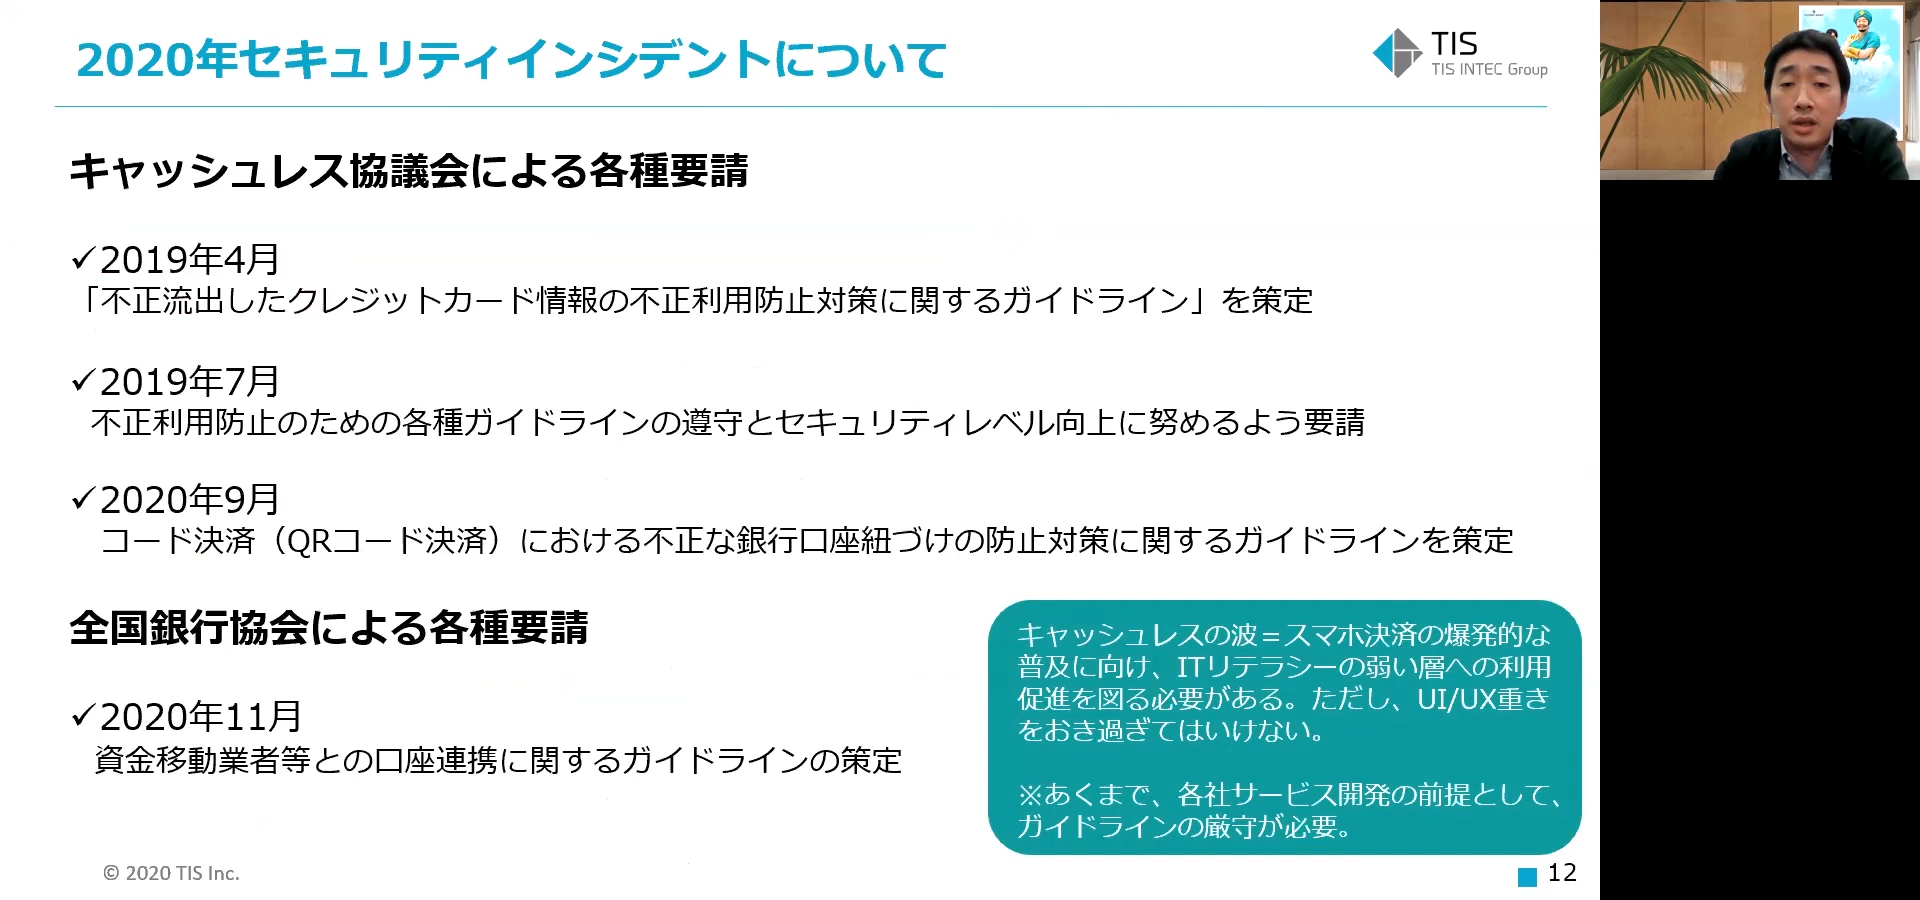 2020年セキュリティインシデントについて
TIS
TIS INTEC Group
キャッシュレス協議会による各種要請
✓2019年4月
「不正流出したクレジットカード情報の不正利用防止対策に関するガイドライン」を策定
✓2019年7月
不正利用防止のための各種ガイドラインの遵守とセキュリティレベル向上に努めるよう要請
✓2020年9月
コード決済（QRコード決済）における不正な銀行口座紐づけの防止対策に関するガイドラインを策定
全国銀行協会による各種要請
✓2020年11月
資金移動業者等との口座連携に関するガイドラインの策定
キャッシュレスの波＝スマホ決済の爆発的な
普及に向け、ITリテラシーの弱い層への利用
促進を図る必要がある。ただし、UI/UX重き
をおき過ぎてはいけない。
※あくまで、各社サービス開発の前提として、
ガイドラインの厳守が必要。
© 2020 TIS Inc.
12